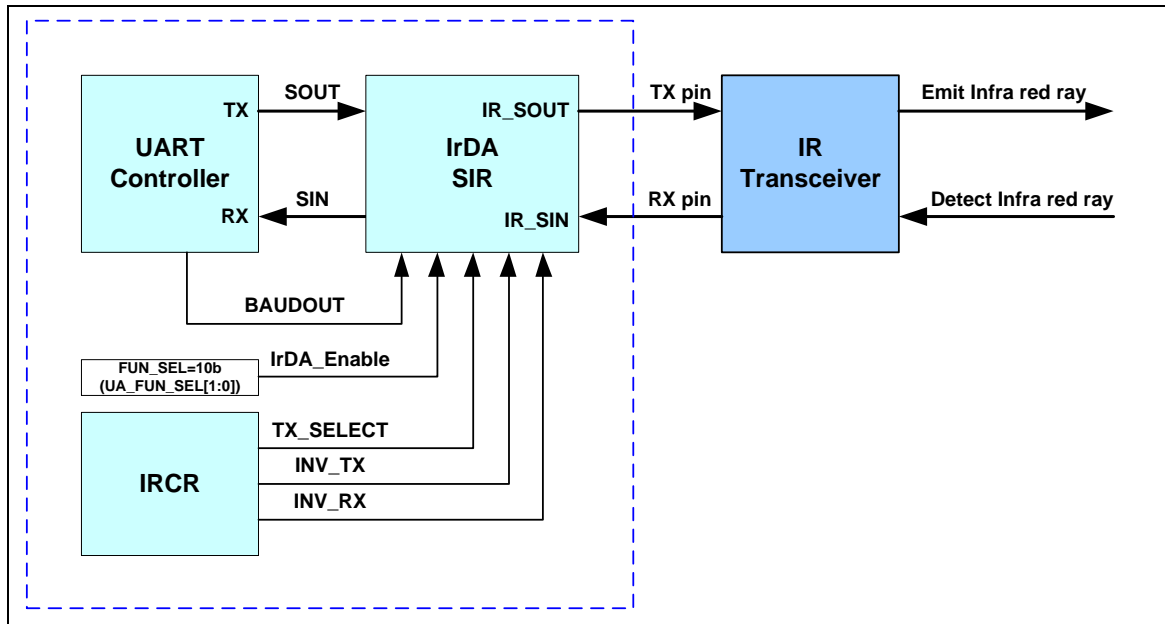 SOUT
TX
UART
Controller
SIN
RX
IR_SOUT
IrDA
SIR
IR_SIN
TX pin
RX pin
IR
Transceiver
Emit Infra red ray
Detect Infra red ray
BAUDOUT
FUN_SEL=10b
(UA_FUN_SEL[1:0])
IrDA_Enable
IRCR
TX_SELECT
INV_TX
INV_RX